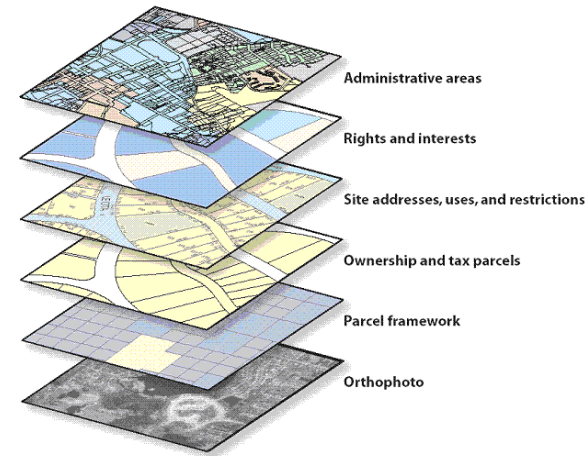 Administrative areas
Rights and interests
Site addresses, uses, and restrictions
Ownership and tax parcels
Parcel framework
Orthophoto